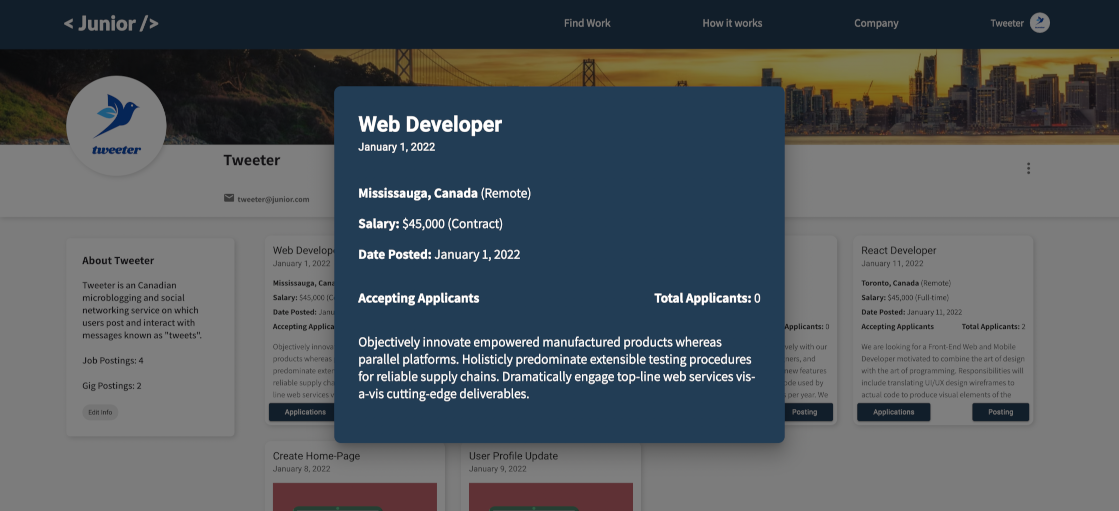 < Junior />
Find Work
How it works
Company
Tweeter
tweeter
Tweeter
tweeter@junior.com
About Tweeter
Tweeter is an Canadian
microblogging and social
networking service on which
users post and interact with
messages known as "tweets".
Job Postings: 4
Gig Postings: 2
Edit Info
Web Develop
January 1, 2022
Mississauga, Cana
Salary: $45,000 (C
Date Posted: Janu
Accepting Applica
Objectively innova
products whereas
predominate exten
reliable supply cha
line web services v
Applications
Web Developer
January 1, 2022
Mississauga, Canada (Remote)
Salary: $45,000 (Contract)
Date Posted: January 1, 2022
Accepting Applicants
Total Applicants: 0
Objectively innovate empowered manufactured products whereas
parallel platforms. Holisticly predominate extensible testing procedures
for reliable supply chains. Dramatically engage top-line web services vis-
a-vis cutting-edge deliverables.
Applicants: 0
vely with our
ners, and
new features
ode used by
per year. We
Posting
React Developer
January 11, 2022
Toronto, Canada (Remote)
Salary: $45,000 (Full-time)
Date Posted: January 11, 2022
Accepting Applicants
Total Applicants: 2
We are looking for a Front-End Web and Mobile
Developer motivated to combine the art of design
with the art of programming. Responsibilities will
include translating UI/UX design wireframes to
actual code to produce visual elements of the
Applications
Posting
Create Home-Page
January 8, 2022
User Profile Update
January 9, 2022